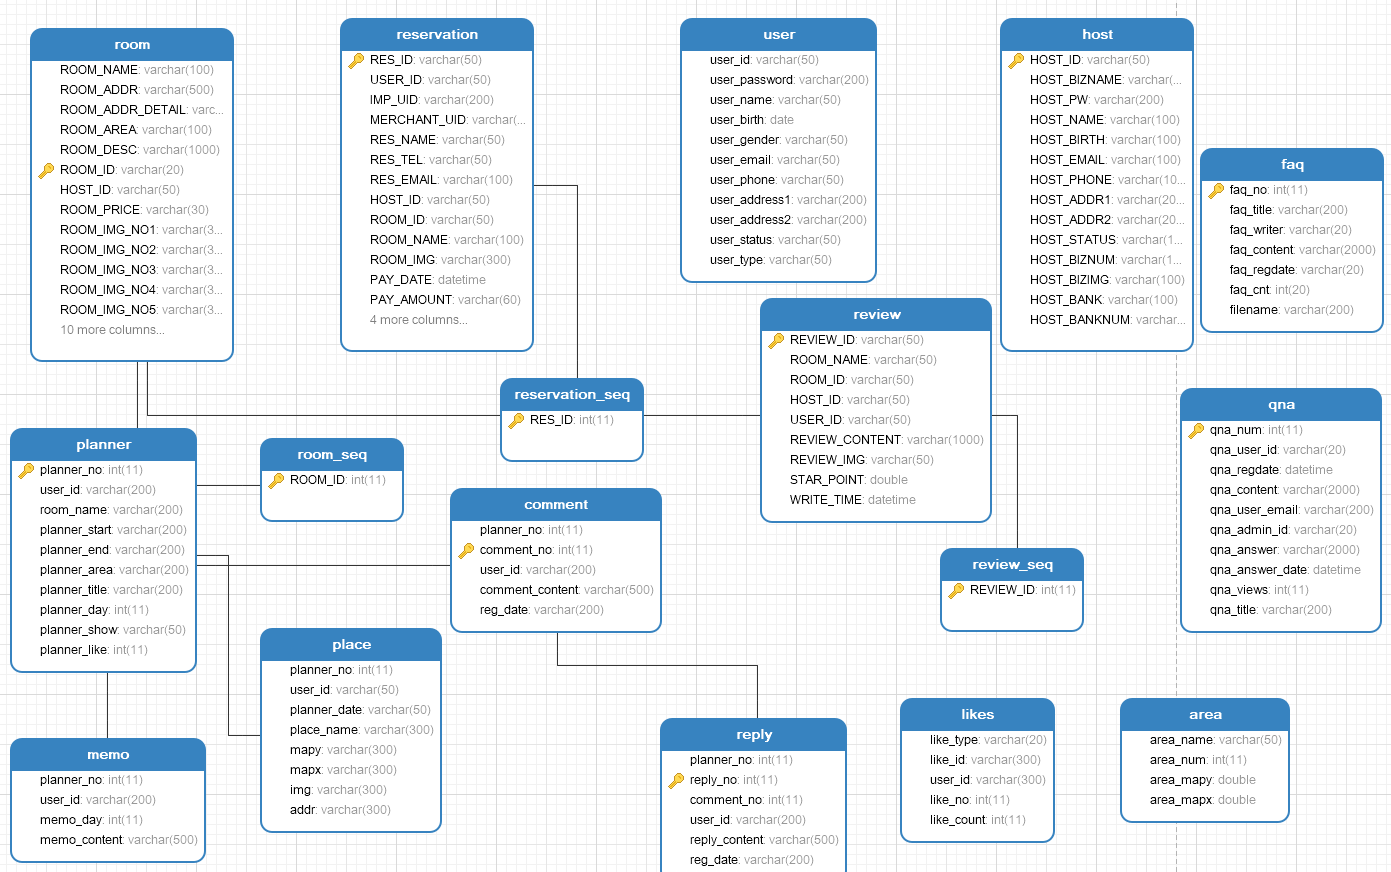 room
ROOM_NAME: varchar(100)
ROOM_ADDR: varchar(500)
ROOM_ADDR_DETAIL: varc...
ROOM_AREA: varchar(100)
ROOM_DESC: varchar(1000)
ROOM_ID: varchar(20)
HOST_ID: varchar(50)
ROOM_PRICE: varchar(30)
ROOM_IMG_NO1: varchar(3...
ROOM_IMG_NO2: varchar(3...
ROOM_IMG_NO3: varchar(3...
ROOM_IMG_NO4: varchar(3...
ROOM_IMG_NO5: varchar(3...
10 more columns...
reservation
RES_ID: varchar(50)
USER_ID: varchar(50)
IMP_UID: varchar(200)
MERCHANT_UID: varchar(...
RES_NAME: varchar(50)
RES_TEL: varchar(50)
RES_EMAIL: varchar(100)
HOST_ID: varchar(50)
ROOM_ID: varchar(50)
ROOM_NAME: varchar(100)
ROOM_IMG: varchar(300)
PAY_DATE: datetime
PAY_AMOUNT: varchar(60)
4 more columns...
user
user_id: varchar(50)
user_password: varchar(200)
user_name: varchar(50)
user_birth: date
user_gender: varchar(50)
user_email: varchar(50)
user_phone: varchar(50)
user_address1: varchar(200)
user_address2: varchar(200)
user_status: varchar(50)
user_type: varchar(50)
host
HOST_ID: varchar(50)
HOST_BIZNAME: varchar(...
HOST_PW: varchar(200)
HOST_NAME: varchar(100)
HOST_BIRTH: varchar(100)
HOST_EMAIL: varchar(100)
HOST_PHONE: varchar(10...
HOST_ADDR1: varchar(20...
HOST_ADDR2: varchar(20...
HOST_STATUS: varchar(1...
HOST_BIZNUM: varchar(1...
HOST_BIZIMG: varchar(100)
HOST_BANK: varchar(100)
HOST_BANKNUM: varchar...
faq
faq_no: int(11)
faq_title: varchar(200)
faq_writer: varchar(20)
faq_content: varchar(2000)
faq_regdate: varchar(20)
faq_cnt: int(20)
filename: varchar(200)
review
REVIEW_ID: varchar(50)
ROOM_NAME: varchar(50)
ROOM_ID: varchar(50)
HOST_ID: varchar(50)
USER_ID: varchar(50)
REVIEW_CONTENT: varchar(1000)
REVIEW_IMG: varchar(50)
STAR_POINT: double
WRITE_TIME: datetime
reservation_seq
RES_ID: int(11)
qna
qna_num: int(11)
qna_user_id: varchar(20)
qna_regdate: datetime
qna_content: varchar(2000)
qna_user_email: varchar(200)
qna_admin_id: varchar(20)
qna_answer: varchar(2000)
qna_answer_date: datetime
qna_views: int(11)
qna_title: varchar(200)
planner
planner_no: int(11)
user_id: varchar(200)
room_name: varchar(200)
planner_start: varchar(200)
planner_end: varchar(200)
planner_area: varchar(200)
planner_title: varchar(200)
planner_day: int(11)
planner_show: varchar(50)
planner_like: int(11)
room_seq
ROOM_ID: int(11)
comment
planner_no: int(11)
comment_no: int(11)
user_id: varchar(200)
comment_content: varchar(500)
reg_date: varchar(200)
review_seq
REVIEW_ID: int(11)
place
planner_no: int(11)
user_id: varchar(50)
planner_date: varchar(50)
place_name: varchar(300)
mapy: varchar(300)
mapx: varchar(300)
img: varchar(300)
addr: varchar(300)
memo
planner_no: int(11)
user_id: varchar(200)
memo_day: int(11)
memo_content: varchar(500)
reply
planner_no: int(11)
reply_no: int(11)
comment_no: int(11)
user_id: varchar(200)
reply_content: varchar(500)
reg_date: varchar(200)
likes
like_type: varchar(20)
like_id: varchar(300)
user_id: varchar(300)
like_no: int(11)
like_count: int(11)
area
area_name: varchar(50)
area_num: int(11)
area_mapy: double
area_mapx: double